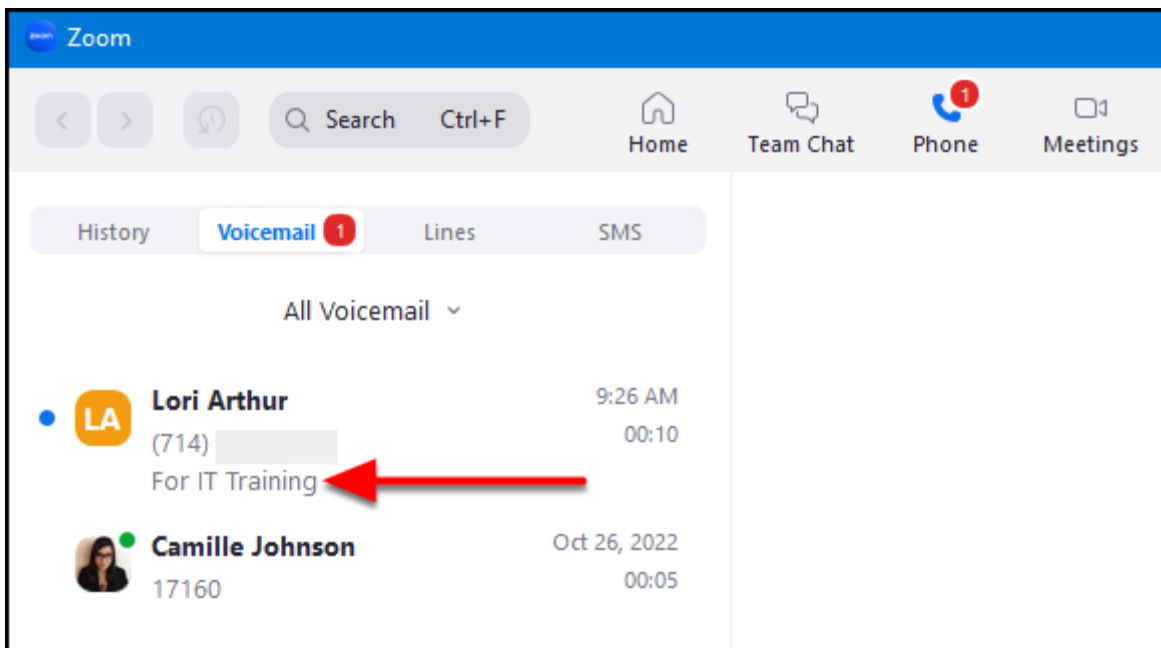 Zoom
Search Ctrl+F
Home
Team Chat
1
Phone
Meetings
History
Voicemail 1
Lines
SMS
All Voicemail
LA
Lori Arthur
9:26 AM
(714)
00:10
For IT Training
Camille Johnson
Oct 26, 2022
17160
00:05